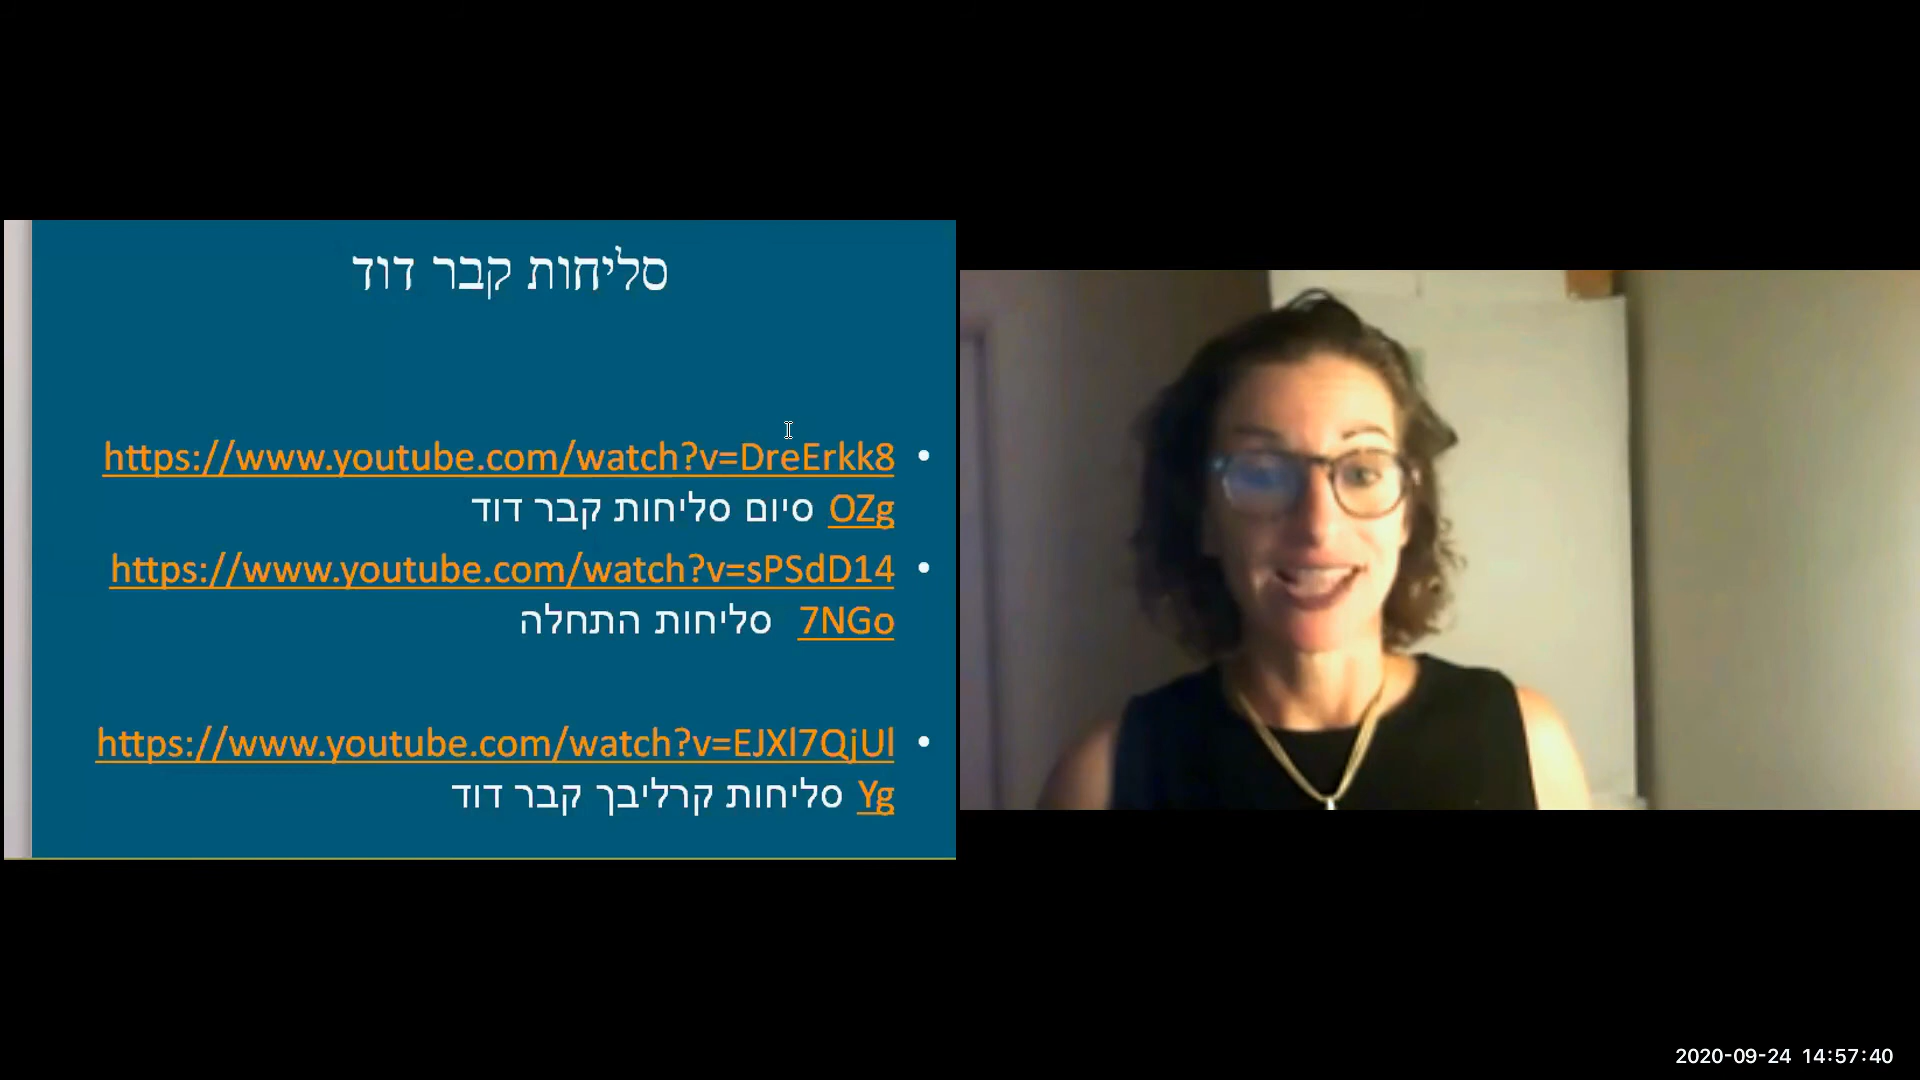 סליחות קבר דוד
https://www.youtube.com/watch?v=DreErkk8
OZg סיום סליחות קבר דוד
https://www.youtube.com/watch?v=sPSdD14
7NGo סליחות התחלה
https://www.youtube.com/watch?v=EJXl7QjUl
Yg סליחות קרליבך קבר דוד
2020-09-24 14:57:40